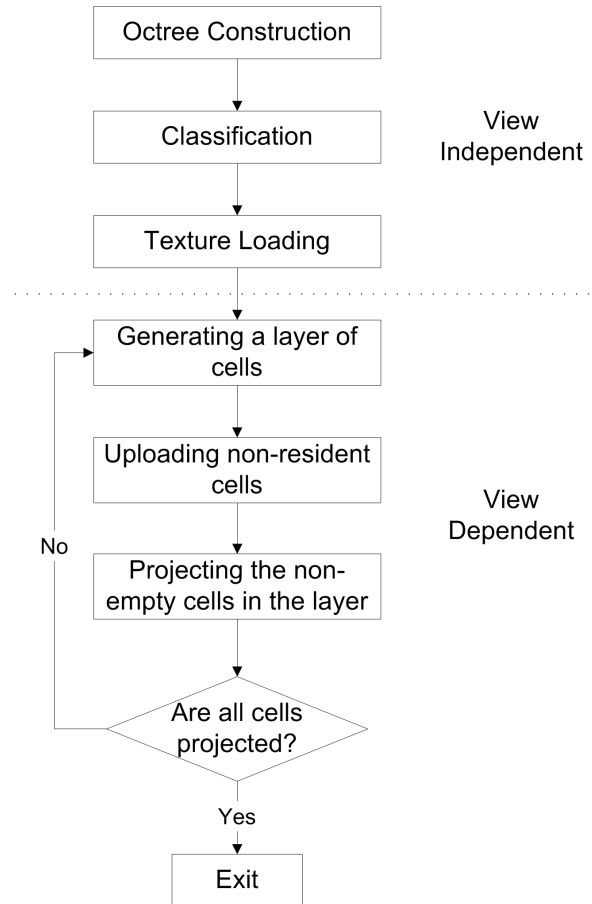 Octree Construction
Classification
View
Independent
Texture Loading
Generating a layer of
cells
Uploading non-resident
cells
View
Dependent
No
Projecting the non-
empty cells in the layer
Are all cells
projected?
Yes
Exit